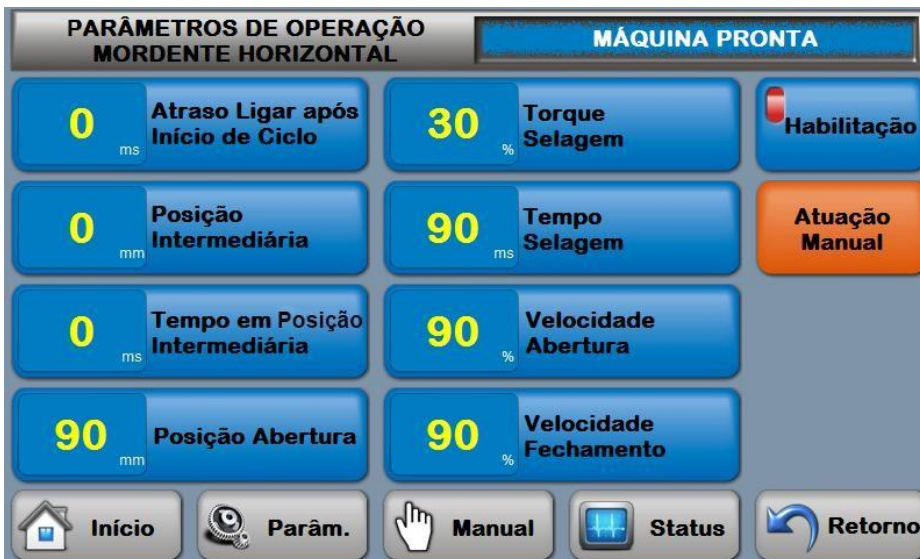 PARÂMETROS DE OPERAÇÃO
MORDENTE HORIZONTAL
MÁQUINA PRONTA
0 ms
Atraso Ligar após
Início de Ciclo
30 %
Torque
Selagem
Habilitação
0 mm
Posição
Intermediária
90 ms
Tempo
Selagem
Atuação
Manual
0 ms
Tempo em Posição
Intermediária
90 %
Velocidade
Abertura
90 mm
Posição Abertura
90 %
Velocidade
Fechamento
Início
Parâm.
Manual
Status
Retorno